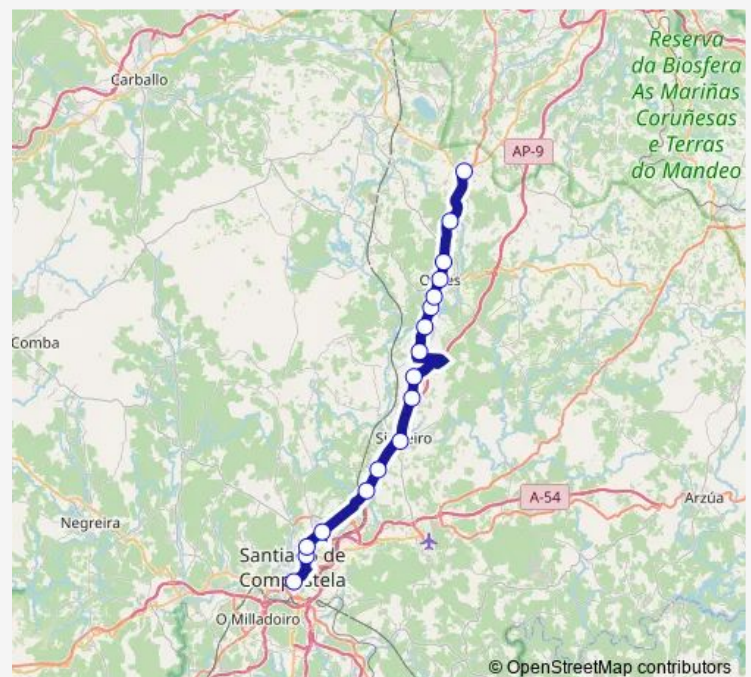 Reserva
da Biosfera
As Mariñas
Coruñesas
e Terras
do Mandeo
Carballo
AP-9
Comba
A-54
Arzúa
Negreira
Santiago de
Compostela
O Milladoiro
© OpenStreetMap contributors